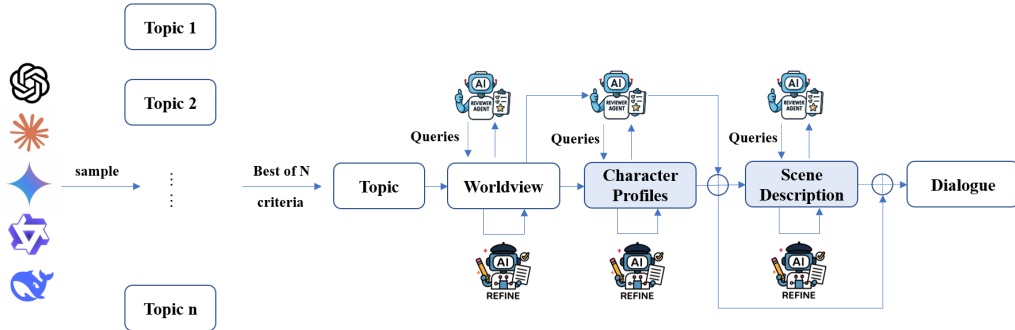 Topic 1
Topic 2
⋮
Topic n
sample
Best of N
criteria
Topic
Worldview
Character
Profiles
Scene
Description
Dialogue
AI
REVIEWER
AGENT
Queries
AI
REVIEWER
AGENT
Queries
AI
REVIEWER
AGENT
Queries
AI
REFINE
AI
REFINE
AI
REFINE